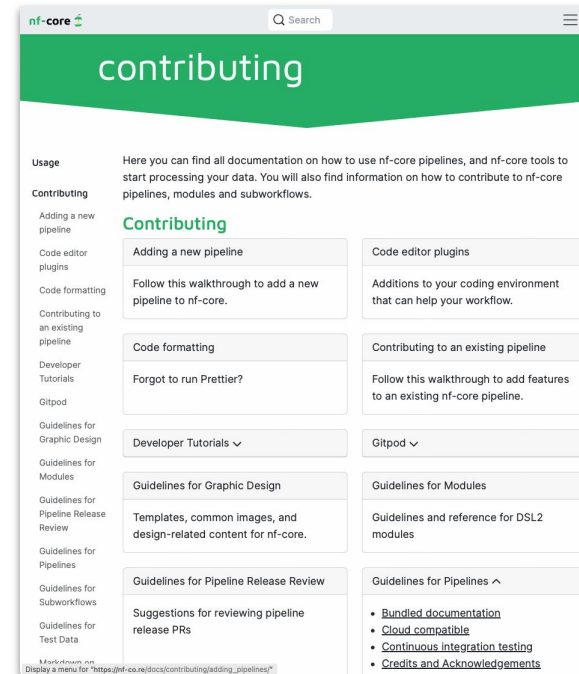 nf-core
Search
contributing
Usage
Contributing
Adding a new
pipeline
Code editor
plugins
Code formatting
Contributing to
an existing
pipeline
Developer
Tutorials
Gitpod
Guidelines for
Graphic Design
Guidelines for
Modules
Guidelines for
Pipeline Release
Review
Guidelines for
Pipelines
Guidelines for
Subworkflows
Guidelines for
Test Data
Markdown on
Here you can find all documentation on how to use nf-core pipelines, and nf-core tools to
start processing your data. You will also find information on how to contribute to nf-core
pipelines, modules and subworkflows.
Contributing
Adding a new pipeline
Follow this walkthrough to add a new
pipeline to nf-core.
Code editor plugins
Additions to your coding environment
that can help your workflow.
Code formatting
Forgot to run Prettier?
Contributing to an existing pipeline
Follow this walkthrough to add features
to an existing nf-core pipeline.
Developer Tutorials
Gitpod
Guidelines for Graphic Design
Templates, common images, and
design-related content for nf-core.
Guidelines for Modules
Guidelines and reference for DSL2
modules
Guidelines for Pipeline Release Review
Suggestions for reviewing pipeline
release PRs
Guidelines for Pipelines
• Bundled documentation
• Cloud compatible
• Continuous integration testing
• Credits and Acknowledgements
Display a menu for "https://nf-co.re/docs/contributing/adding_pipelines/"